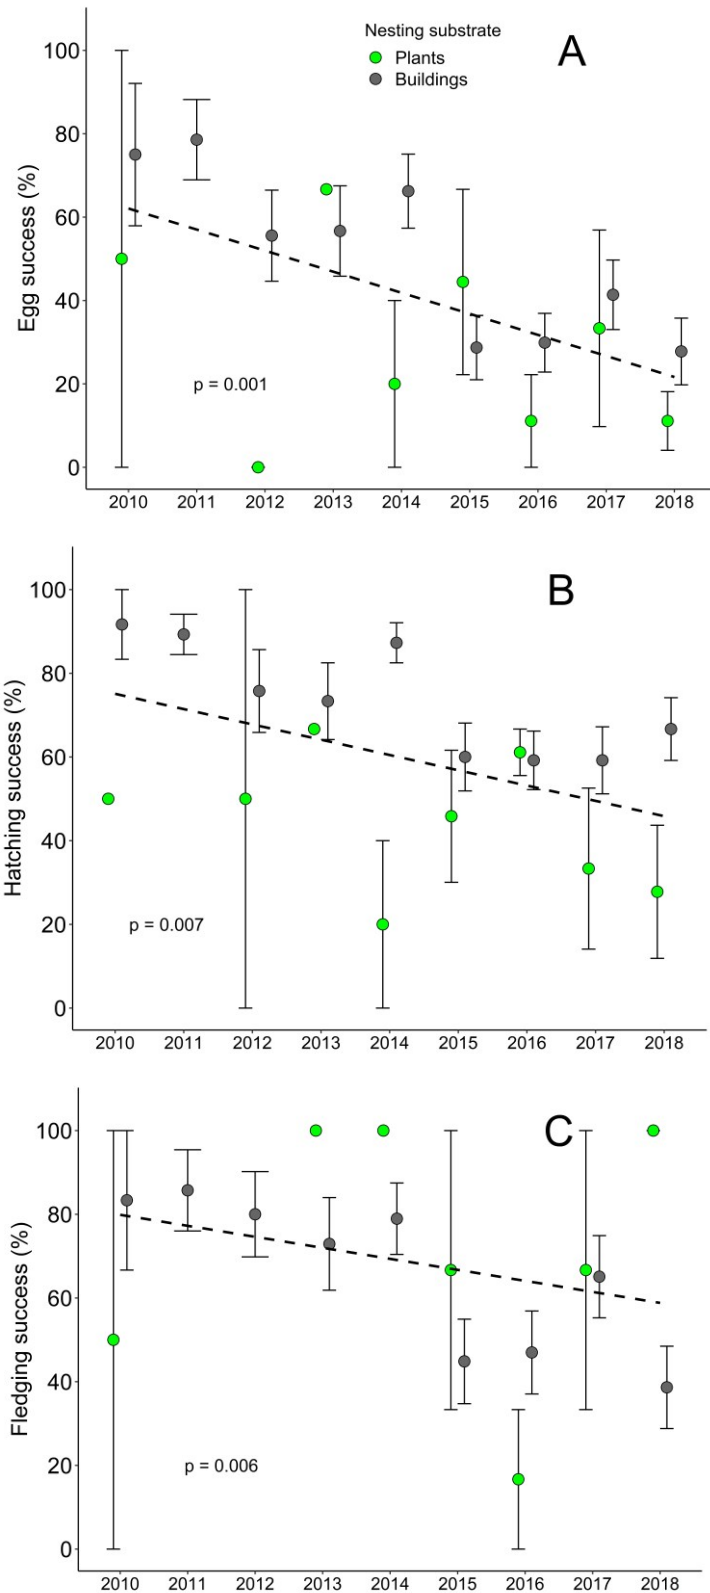 Nesting substrate
Plants
Buildings
A
Egg success (%)
100
80
60
40
20
0
p = 0.001
2010 2011 2012 2013 2014 2015 2016 2017 2018
B
Hatching success (%)
100
80
60
40
20
0
p = 0.007
2010 2011 2012 2013 2014 2015 2016 2017 2018
C
Fledging success (%)
100
80
60
40
20
0
p = 0.006
2010 2011 2012 2013 2014 2015 2016 2017 2018